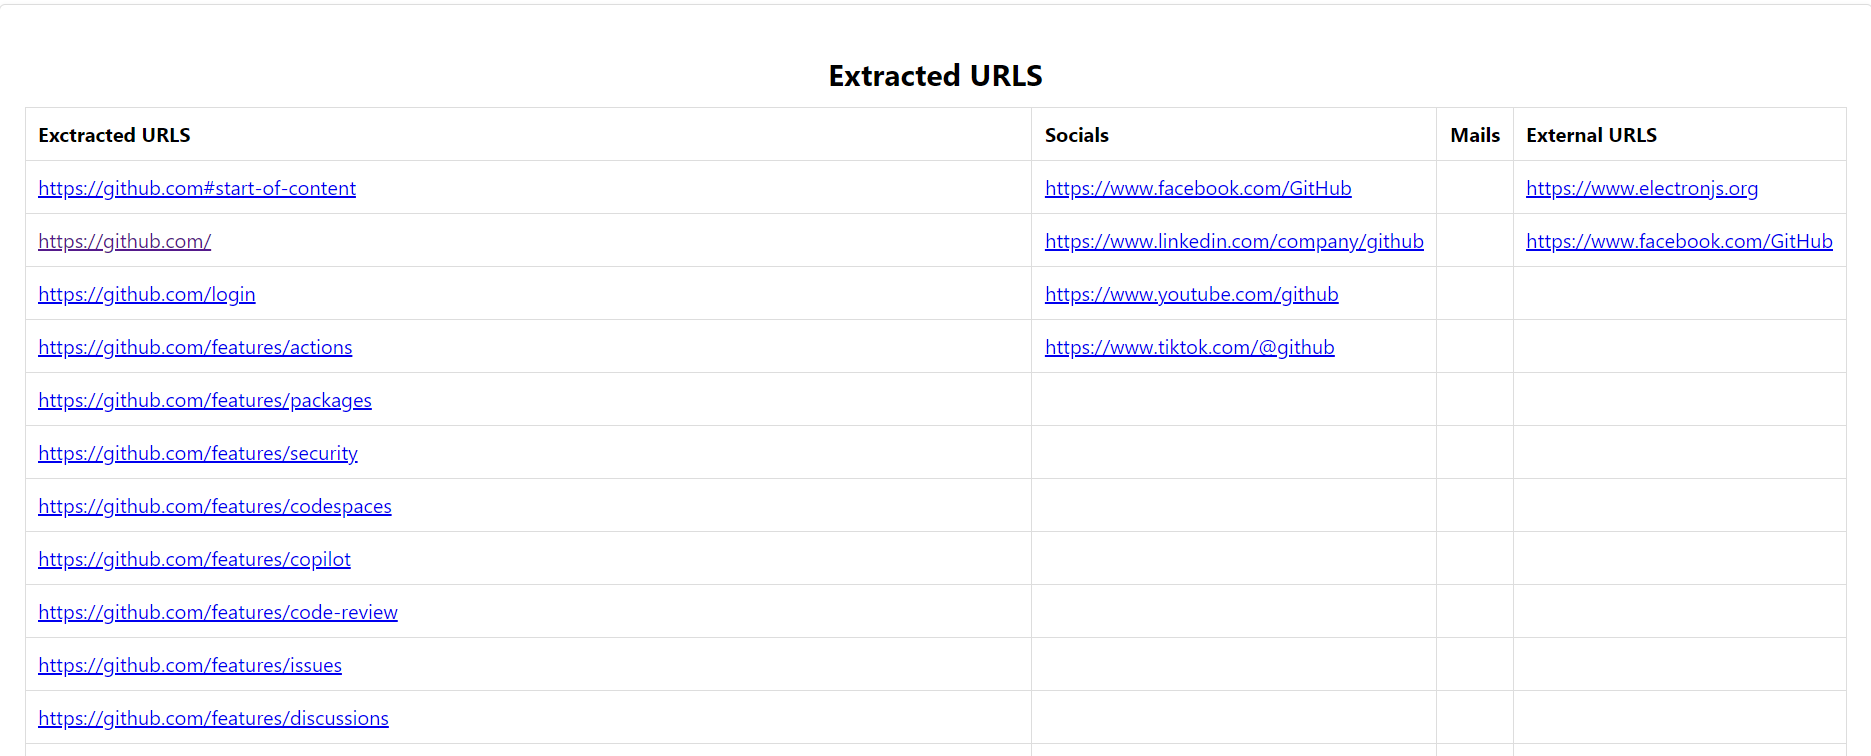 Extracted URLS
Exctracted URLS Socials Mails External URLS
https://github.com#start-of-content https://www.facebook.com/GitHub https://www.electronjs.org
https://github.com/ https://www.linkedin.com/company/github https://www.facebook.com/GitHub
https://github.com/login https://www.youtube.com/github
https://github.com/features/actions https://www.tiktok.com/@github
https://github.com/features/packages
https://github.com/features/security
https://github.com/features/codespaces
https://github.com/features/copilot
https://github.com/features/code-review
https://github.com/features/issues
https://github.com/features/discussions